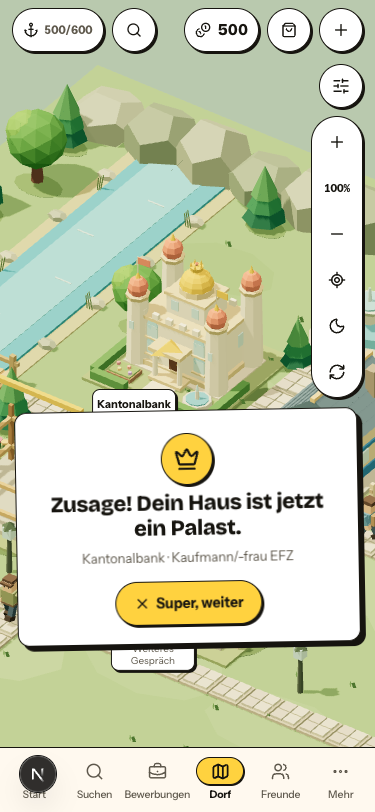 500/600
500
100%
Kantonalbank
Zusage! Dein Haus ist jetzt
ein Palast.
Kantonalbank · Kaufmann/-frau EFZ
Super, weiter
Weiteres
Gespräch
N
Start
Suchen
Bewerbungen
Dorf
Freunde
Mehr